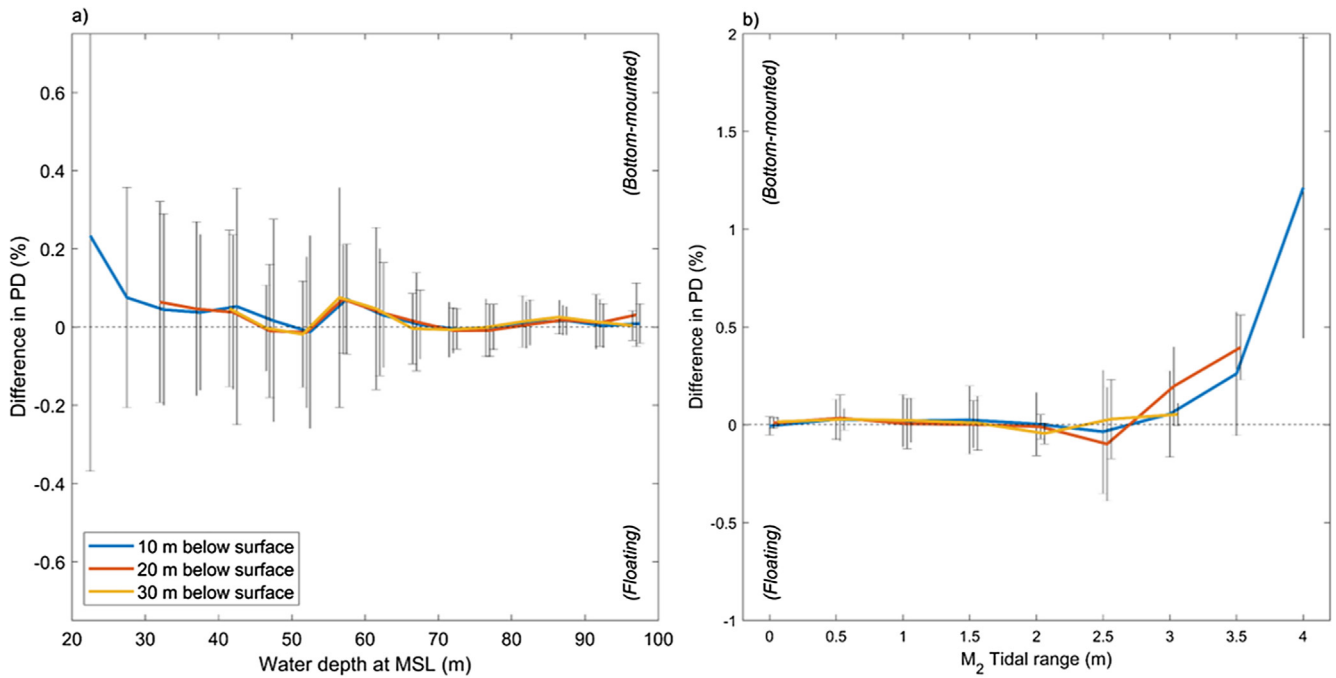 a)
Difference in PD (%)
0.6
0.4
0.2
0
-0.2
-0.4
-0.6
(Bottom-mounted)
(Floating)
10 m below surface
20 m below surface
30 m below surface
20 30 40 50 60 70 80 90 100
Water depth at MSL (m)
b)
Difference in PD (%)
2
1.5
1
0.5
0
-0.5
-1
(Bottom-mounted)
(Floating)
0 0.5 1 1.5 2 2.5 3 3.5 4
M2 Tidal range (m)